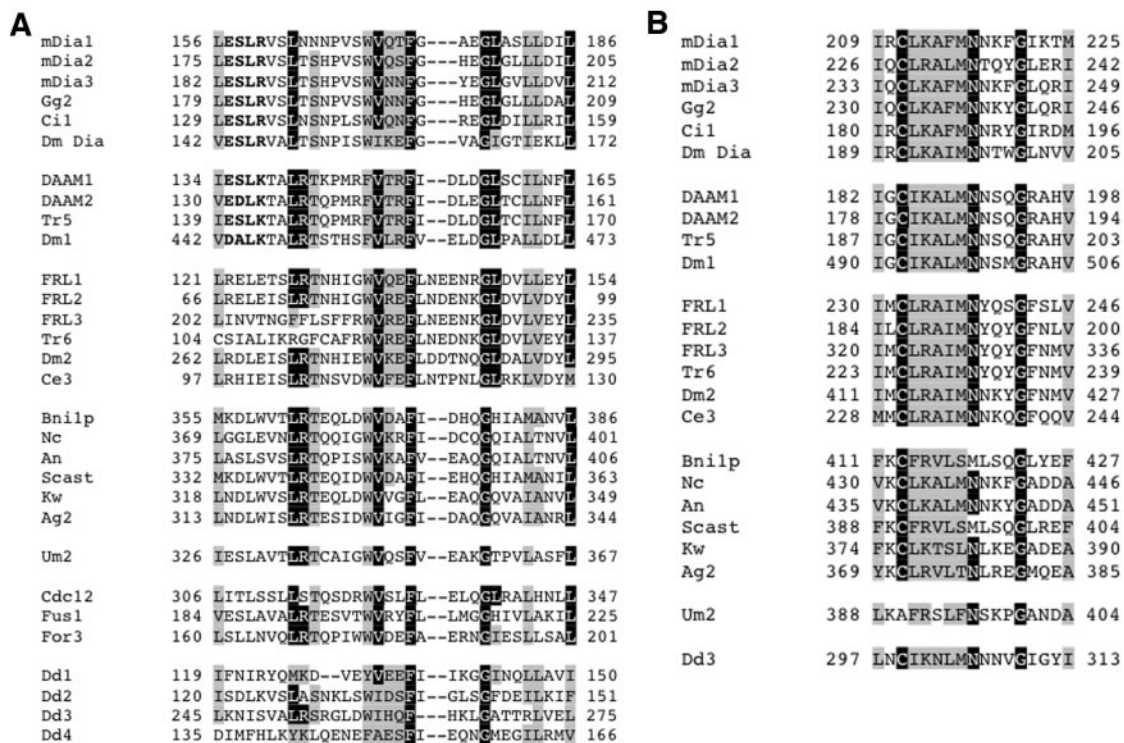 A
mDia1 156 LESLRVSLNNNPVSWVQTFG---AEGLASLLDIL 186
mDia2 175 LESLRVSLTSHPVSWVQSFG---HEGLGLLLDIL 205
mDia3 182 LESLRVSLTSNPVSWVNNFG---YEGLGLLLDVL 212
Gg2 179 LESLRVSLTSNPVSWVNNFG---HEGLGLLLDAL 209
Ci1 129 LESLRVSLNSNPLSWVQNFG---REGLDILLRIL 159
Dm Dia 142 VESLRVALTSNPISWIKEFG---VAGIGTIEKLL 172
DAAM1 134 IESLKTALRTKPMRFVTRFI--DLDGLSCILNFL 165
DAAM2 130 VEDLKTALRTQPMRFVTRFI--ELEGLTCLLNFL 161
Tr5 139 IESLKTALRTQPMRFVTRFI--DLEGLTCILNFL 170
Dm1 442 VDALKTALRTSTHSFVLRFV--ELDGLPALLDLL 473
FRL1 121 LRELETSLRTNHIGWVQEFLNEENRGLDVLLEYL 154
FRL2 66 LRELEISLRTNHIGWVREFLNDENKGLDVLVDYL 99
FRL3 202 LINVTNGFFLSFFRWVREFLNEENKGLDVLVEYL 235
Tr6 104 CSIALIKRGFCAFRWVREFLNEDNKGLDVLVEYL 137
Dm2 262 LRDLEISLRTNHIEWVKEFLDDTNQGLDALVDYL 295
Ce3 97 LRHIEISLRTNSVDWVFEFLNTPNLGLRKLVDYM 130
Bni1p 355 MKDLWVTLRTEQLDWVDAFI--DHQGHIAMANVL 386
Nc 369 LGGLEVNLRTQQIGWVKRFI--DCQGQIALTNVL 401
An 375 LASLSVSLRTQPISWVKAFV--EAQGQIALTNVL 406
Scast 332 MKDLWVTLRTEQIDWVDAFI--EHQGHIAMANIL 363
Kw 318 LNDLWVSLRTEQLDWVVGFL--EAQGQVAIANVL 349
Ag2 313 LNDLWISLRTESIDWVIGFI--DAQGQVAIANRL 344
Um2 326 IESLAVTLRTCAIGWVQSFV--EAKGTPVLASFL 367
Cdc12 306 LITLSSLLSTQSDRWVSLFL--ELQGLRALHNLL 347
Fus1 184 VESLAVALRTESVTWVRYFL--LMGGHIVLAKIL 225
For3 160 LSLLNVQLRTQPIWWVDEFA--ERNGIESLLSAL 201
Dd1 119 IFNIRYQMKD--VEYVEEFI--IKGGINQLLAVI 150
Dd2 120 ISDLKVSLASNKLSWIDSFI--GLSGFDEILKIF 151
Dd3 245 LKNISVALRSRGLDWIHQF---HKLGATTRLVEL 275
Dd4 135 DIMFHLKYKLQENEFAESFI--EQNGMEGILRMV 166
B
mDia1 209 IRCLKAFMNNKFGIKTM 225
mDia2 226 IQCLRALMNTQYGLERI 242
mDia3 233 IQCLKAFMNNKFGLQRI 249
Gg2 230 IQCLKAFMNNKYGLQRI 246
Ci1 180 IRCLKAFMNNRYGIRDM 196
Dm Dia 189 IRCLKAIMNNTWGLNVV 205
DAAM1 182 IGCIKALMNNSQGRAHV 198
DAAM2 178 IGCIKALMNNSQGRAHV 194
Tr5 187 IGCIKALMNNSQGRAHV 203
Dm1 490 IGCIKALMNNSMGRAHV 506
FRL1 230 IMCLRAIMNYQSGFSLV 246
FRL2 184 ILCLRAIMNYQYGFNLV 200
FRL3 320 IMCLRAIMNYQYGFNMV 336
Tr6 223 IMCLRAIMNYQYGFNMV 239
Dm2 411 IMCLRAIMNNKYGFNMV 427
Ce3 228 MMCLRAIMNNKQGFQQV 244
Bni1p 411 FKCFRVLSMLSQGLYEF 427
Nc 430 VKCLKALMNNKFGADDA 446
An 435 VKCLKALMNNKYGADDA 451
Scast 388 FKCFRVLSMLSQGLREF 404
Kw 374 FKCLKTSLNLKEGADEA 390
Ag2 369 YKCLRVLTNLREGMQEA 385
Um2 388 LKAFRSLFNSKPGANDA 404
Dd3 297 LNCIKNLMNNNVGIGYI 313